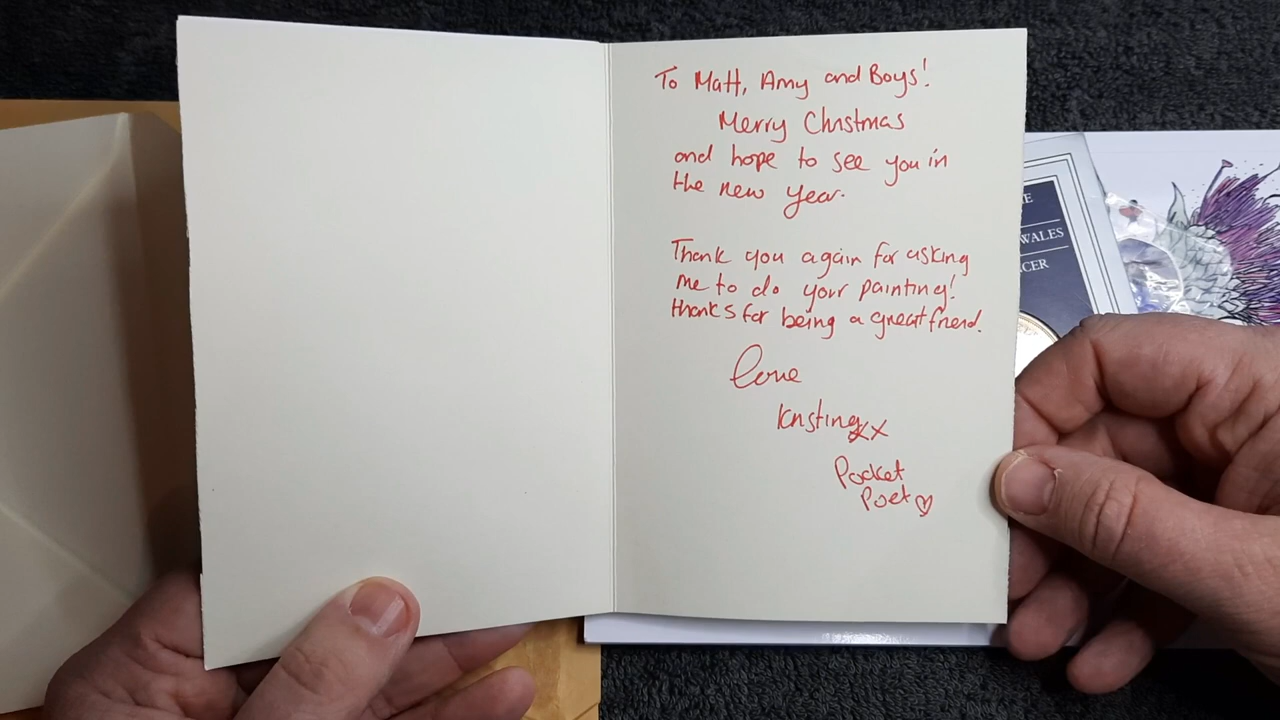 To Matt, Amy and Boys!
Merry Christmas
and hope to see you in
the new year.
Thank you again for asking
me to do your painting!
thanks for being a great friend.
love
Kristina xx
Pocket
Poet ♡
WALES